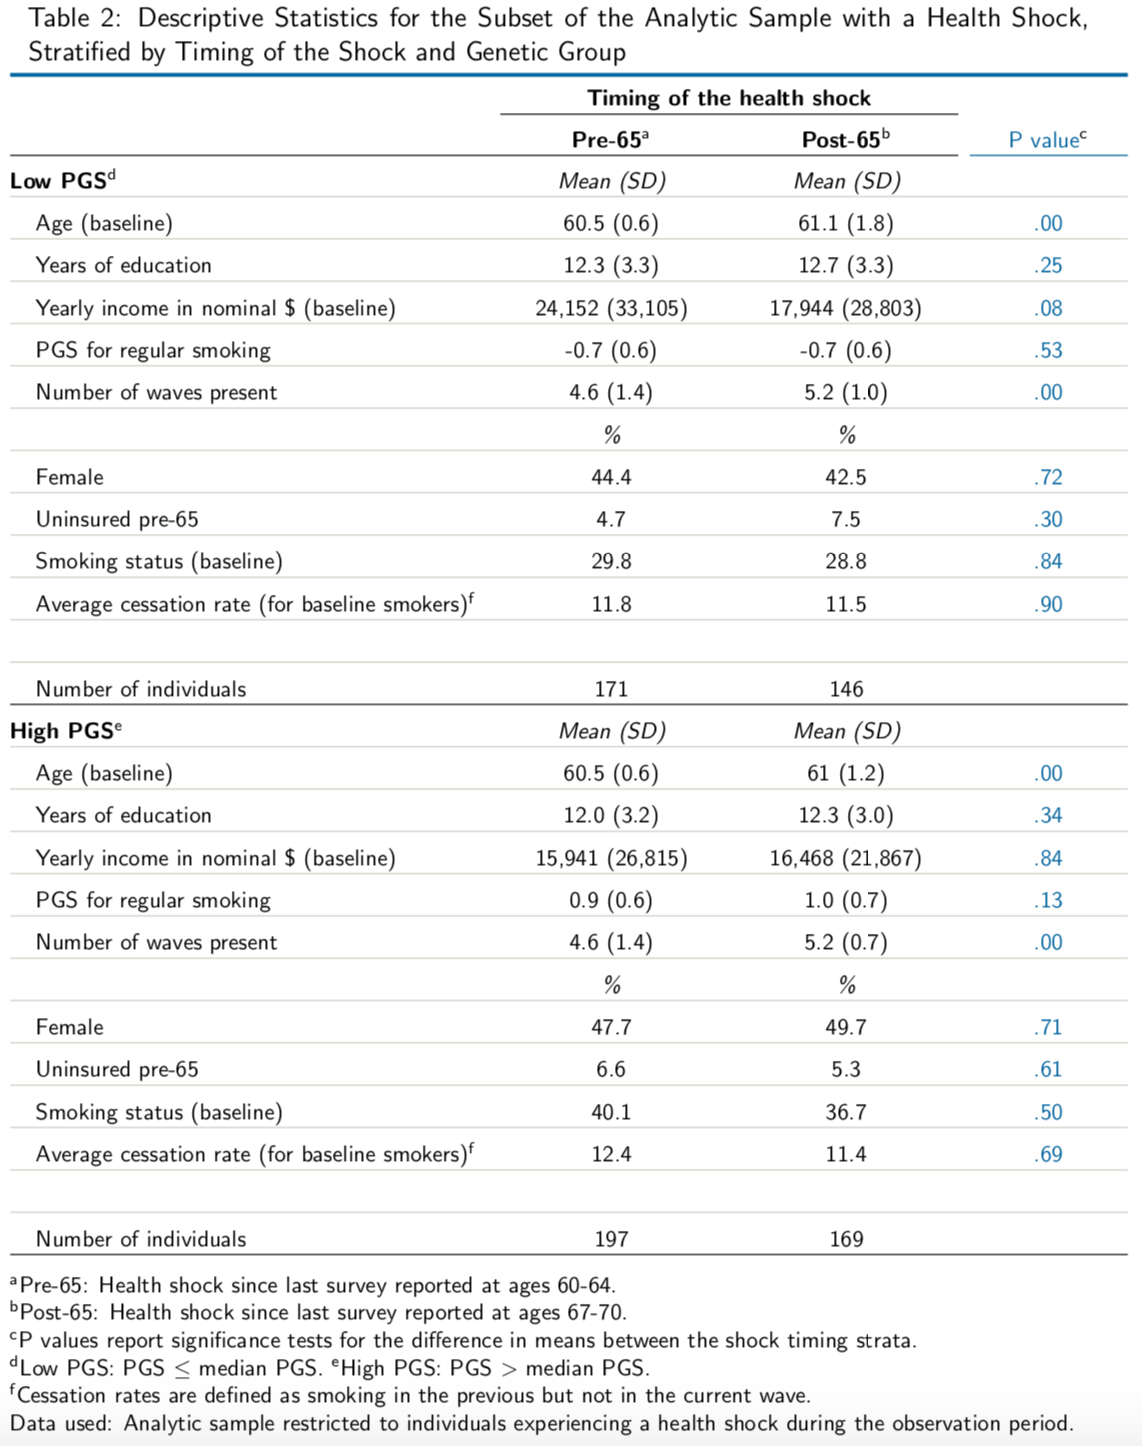 Table 2: Descriptive Statistics for the Subset of the Analytic Sample with a Health Shock,
Stratified by Timing of the Shock and Genetic Group
Timing of the health shock
Pre-65ᵃ Post-65ᵇ P valueᶜ
Low PGSᵈ Mean (SD) Mean (SD)
Age (baseline) 60.5 (0.6) 61.1 (1.8) .00
Years of education 12.3 (3.3) 12.7 (3.3) .25
Yearly income in nominal $ (baseline) 24,152 (33,105) 17,944 (28,803) .08
PGS for regular smoking -0.7 (0.6) -0.7 (0.6) .53
Number of waves present 4.6 (1.4) 5.2 (1.0) .00
% %
Female 44.4 42.5 .72
Uninsured pre-65 4.7 7.5 .30
Smoking status (baseline) 29.8 28.8 .84
Average cessation rate (for baseline smokers)ᶠ 11.8 11.5 .90
Number of individuals 171 146
High PGSᵉ Mean (SD) Mean (SD)
Age (baseline) 60.5 (0.6) 61 (1.2) .00
Years of education 12.0 (3.2) 12.3 (3.0) .34
Yearly income in nominal $ (baseline) 15,941 (26,815) 16,468 (21,867) .84
PGS for regular smoking 0.9 (0.6) 1.0 (0.7) .13
Number of waves present 4.6 (1.4) 5.2 (0.7) .00
% %
Female 47.7 49.7 .71
Uninsured pre-65 6.6 5.3 .61
Smoking status (baseline) 40.1 36.7 .50
Average cessation rate (for baseline smokers)ᶠ 12.4 11.4 .69
Number of individuals 197 169
ᵃPre-65: Health shock since last survey reported at ages 60-64.
ᵇPost-65: Health shock since last survey reported at ages 67-70.
ᶜP values report significance tests for the difference in means between the shock timing strata.
ᵈLow PGS: PGS ≤ median PGS. ᵉHigh PGS: PGS > median PGS.
ᶠCessation rates are defined as smoking in the previous but not in the current wave.
Data used: Analytic sample restricted to individuals experiencing a health shock during the observation period.